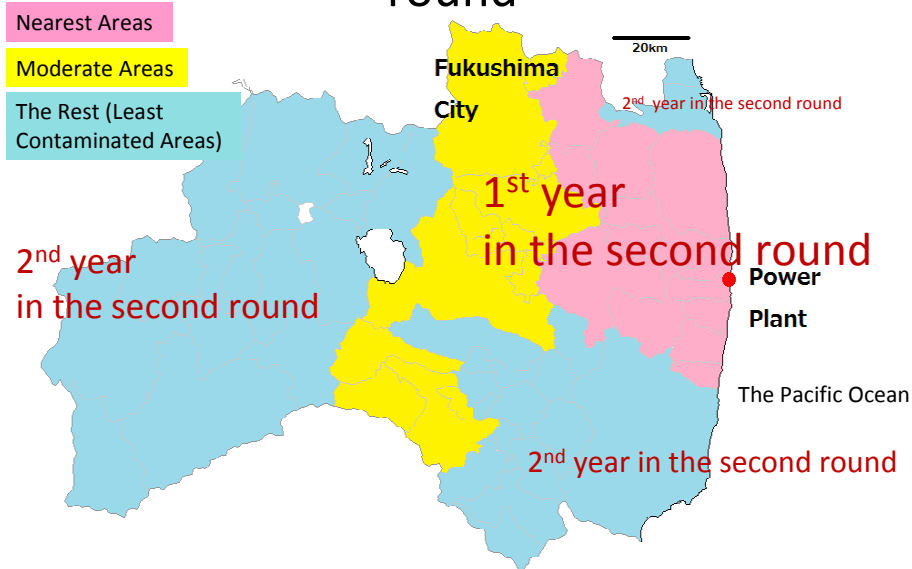 round
Nearest Areas
Moderate Areas
The Rest (Least
Contaminated Areas)
20km
Fukushima
City
2nd year in the second round
1st year
in the second round
2nd year
in the second round
Power
Plant
The Pacific Ocean
2nd year in the second round